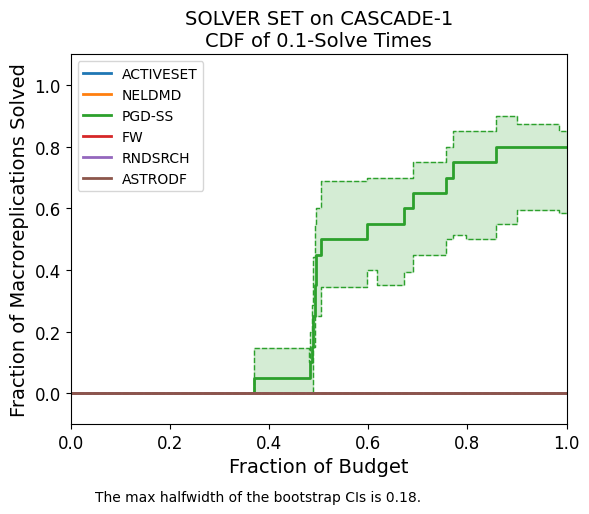 SOLVER SET on CASCADE-1
CDF of 0.1-Solve Times
Fraction of Macroreplications Solved
1.0
0.8
0.6
0.4
0.2
0.0
ACTIVESET
NELDMD
PGD-SS
FW
RNDSRCH
ASTRODF
0.0 0.2 0.4 0.6 0.8 1.0
Fraction of Budget
The max halfwidth of the bootstrap CIs is 0.18.